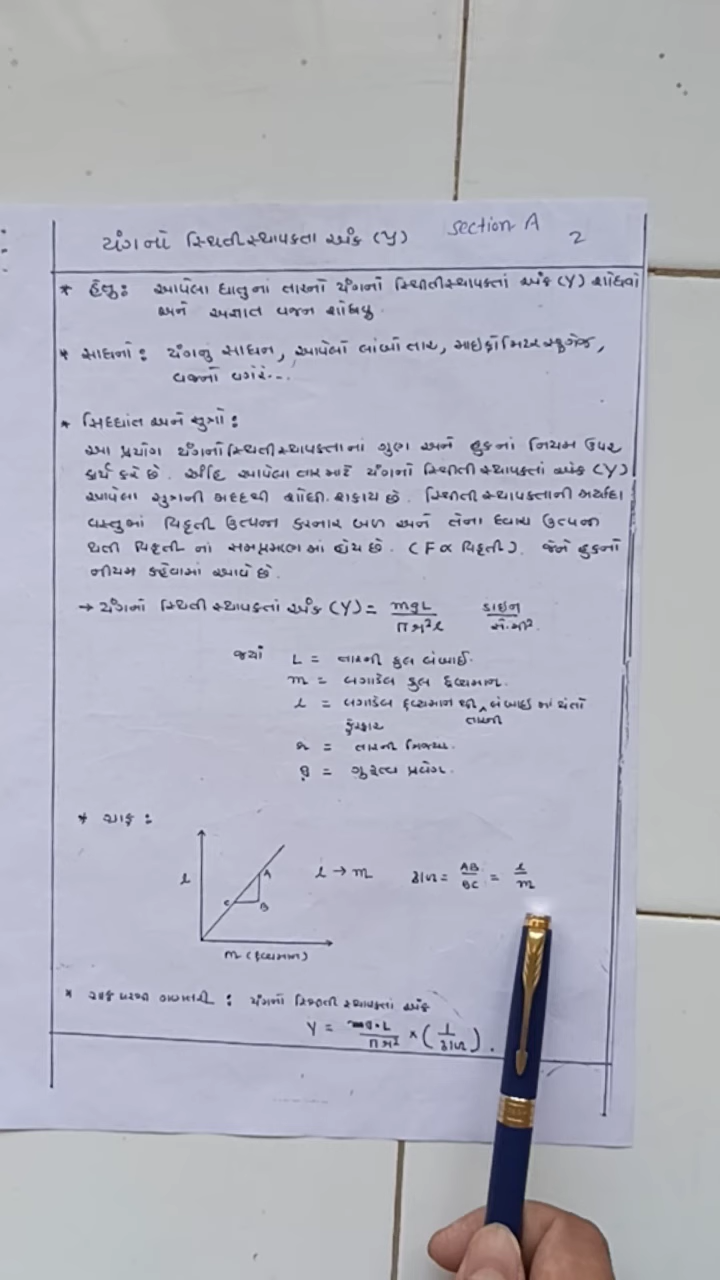 યંગનો સ્થિતીસ્થાપકતા અંક (Y) section A 2
* હેતુ: આપેલા ધાતુનાં તારનો યંગનો સ્થિતીસ્થાપકતાં અંક (Y) શોધવો
અને અજ્ઞાત વજન શોધવુ.
* સાધનો: યંગનુ સાધન, આપેલો લાંબો તાર, માઇક્રોમિટર સ્ક્રુગેજ,
વજનો વગેરે...
* સિદ્ધાંત અને સુત્રો:
આ પ્રયોગ યંગનો સ્થિતીસ્થાપકતાનાં ગુણ અને હુકનાં નિયમ ઉપર
કાર્ય કરે છે. અહિં આપેલા તાર માટે યંગનો સ્થિતી સ્થાપકતાં અંક (Y)
આપેલા સુત્રની મદદથી શોધી શકાય છે. સ્થિતી સ્થાપકતાની મર્યાદા
વસ્તુમાં વિકૃતી ઉત્પન્ન કરનાર બળ અને તેના દ્વારા ઉત્પન્ન
થતી વિકૃતી નાં સમપ્રમાણમાં હોય છે. (F∝ વિકૃતી). જેને હુકનો
નીયમ કહેવામાં આવે છે.
→ યંગનો સ્થિતી સ્થાપકતાં અંક (Y) = mgL / πr²l ડાઇન / સે.મી².
જ્યાં L = તારની કુલ લંબાઈ.
m = લગાડેલ કુલ દ્રવ્યમાન.
l = લગાડેલ દ્રવ્યમાન થી ^ લંબાઇ માં થતો
ફેરફાર તારની
r = તારની ત્રિજ્યા.
g = ગુરુત્વ પ્રવેગ.
* ગ્રાફ:
l A C B l → m ઢાળ = AB/BC = l/m
m (દ્રવ્યમાન)
* ગ્રાફ પરથી ગણતરી: યંગનો સ્થિતી સ્થાપકતાં અંક
Y = g.L / πr² × (1/ઢાળ).